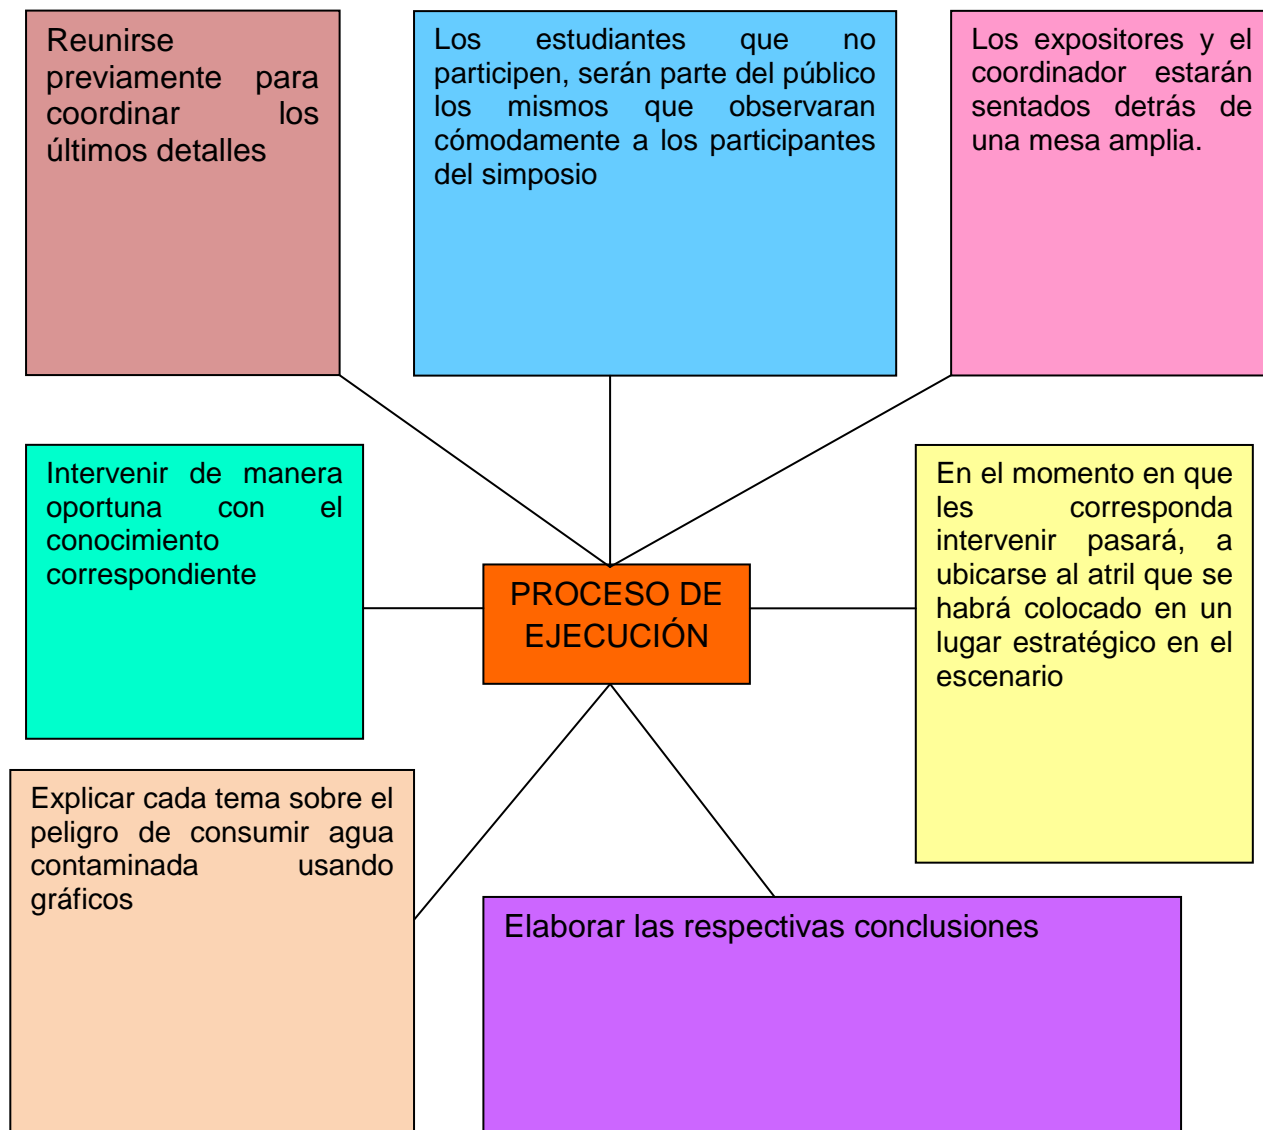 Reunirse
previamente para
coordinar los
últimos detalles
Los estudiantes que no
participen, serán parte del público
los mismos que observaran
cómodamente a los participantes
del simposio
Los expositores y el
coordinador estarán
sentados detrás de
una mesa amplia.
Intervenir de manera
oportuna con el
conocimiento
correspondiente
PROCESO DE
EJECUCIÓN
En el momento en que
les corresponda
intervenir pasará, a
ubicarse al atril que se
habrá colocado en un
lugar estratégico en el
escenario
Explicar cada tema sobre el
peligro de consumir agua
contaminada usando
gráficos
Elaborar las respectivas conclusiones